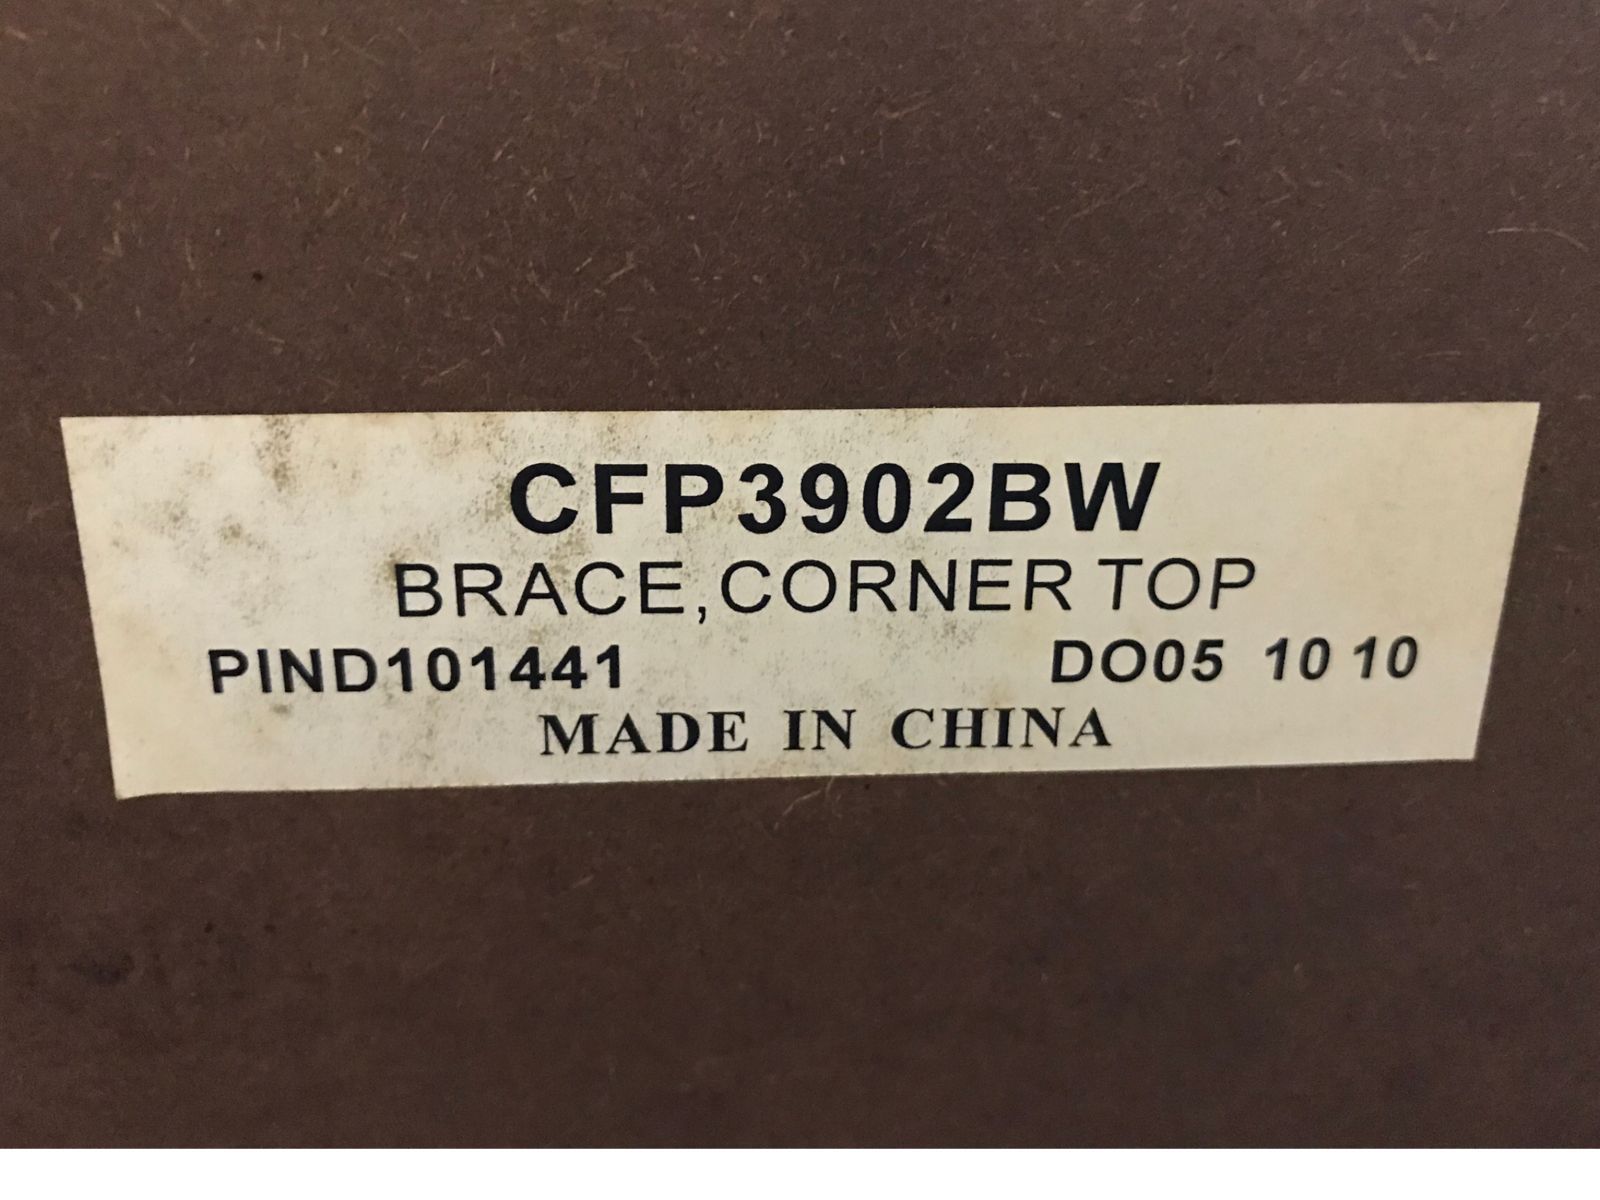 CFP3902BW
BRACE,CORNER TOP
PIND101441 DO05 10 10
MADE IN CHINA